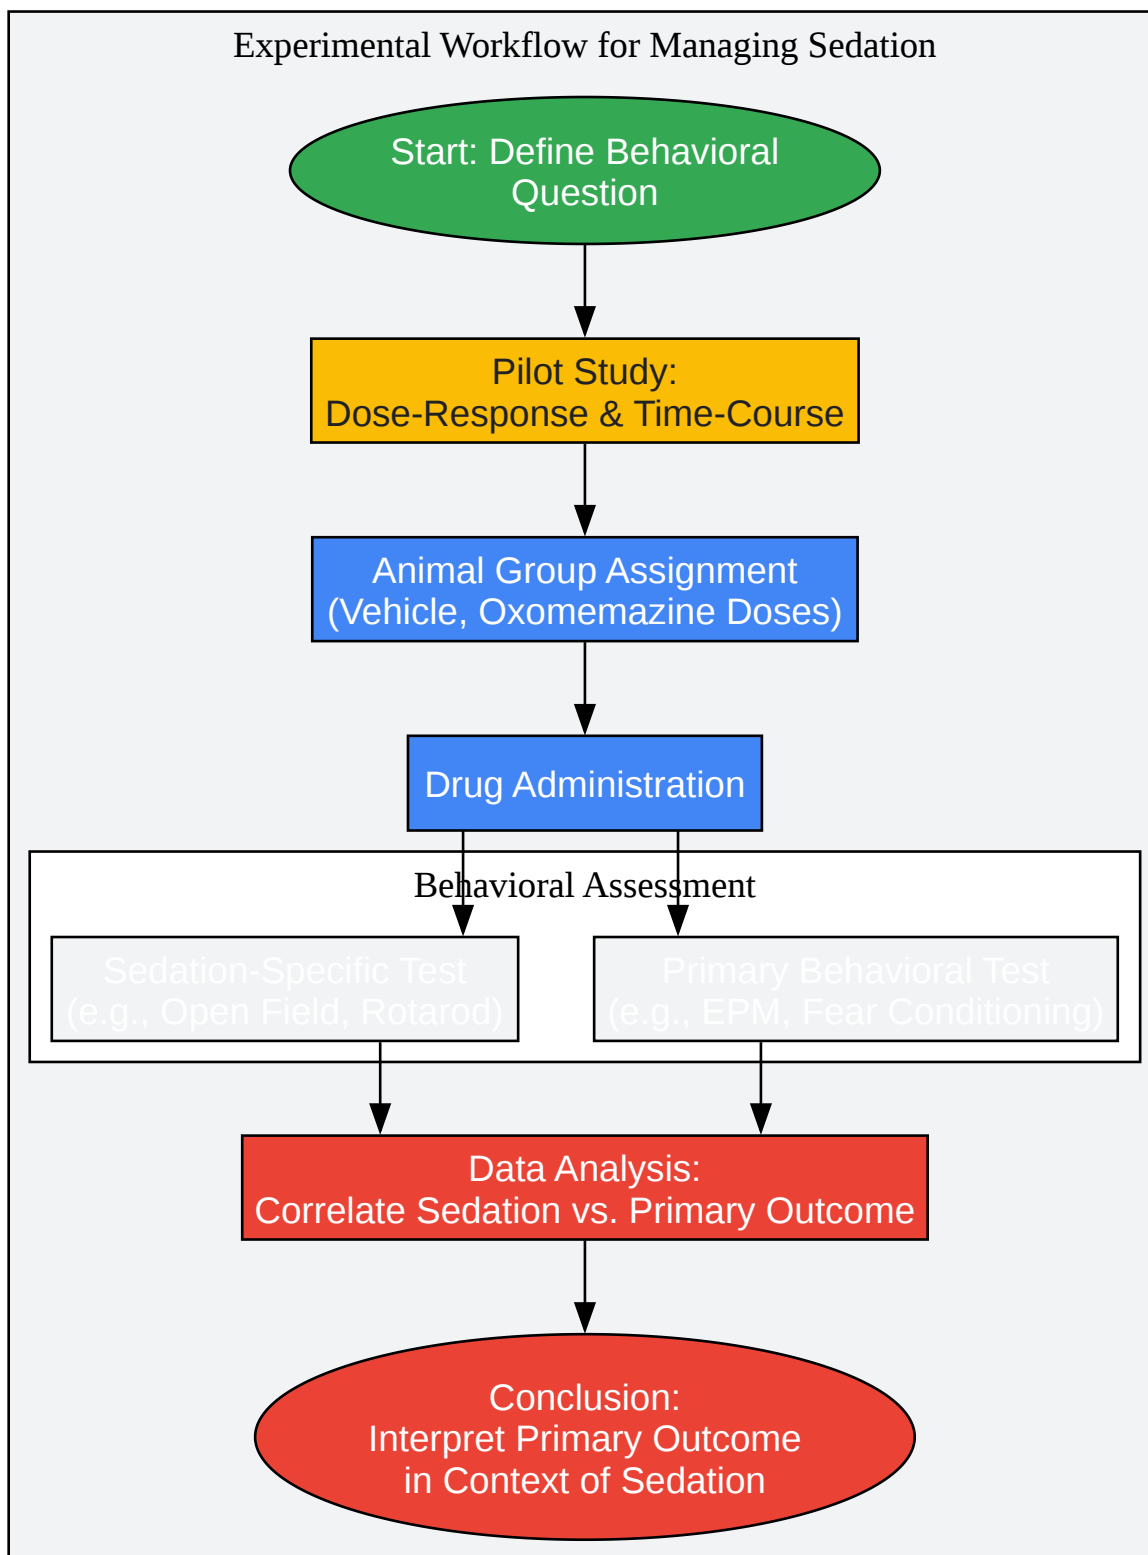 Experimental Workflow for Managing Sedation
Start: Define Behavioral
Question
Pilot Study:
Dose-Response & Time-Course
Animal Group Assignment
(Vehicle, Oxomemazine Doses)
Drug Administration
Behavioral Assessment
Sedation-Specific Test
(e.g., Open Field, Rotarod)
Primary Behavioral Test
(e.g., EPM, Fear Conditioning)
Data Analysis:
Correlate Sedation vs. Primary Outcome
Conclusion:
Interpret Primary Outcome
in Context of Sedation